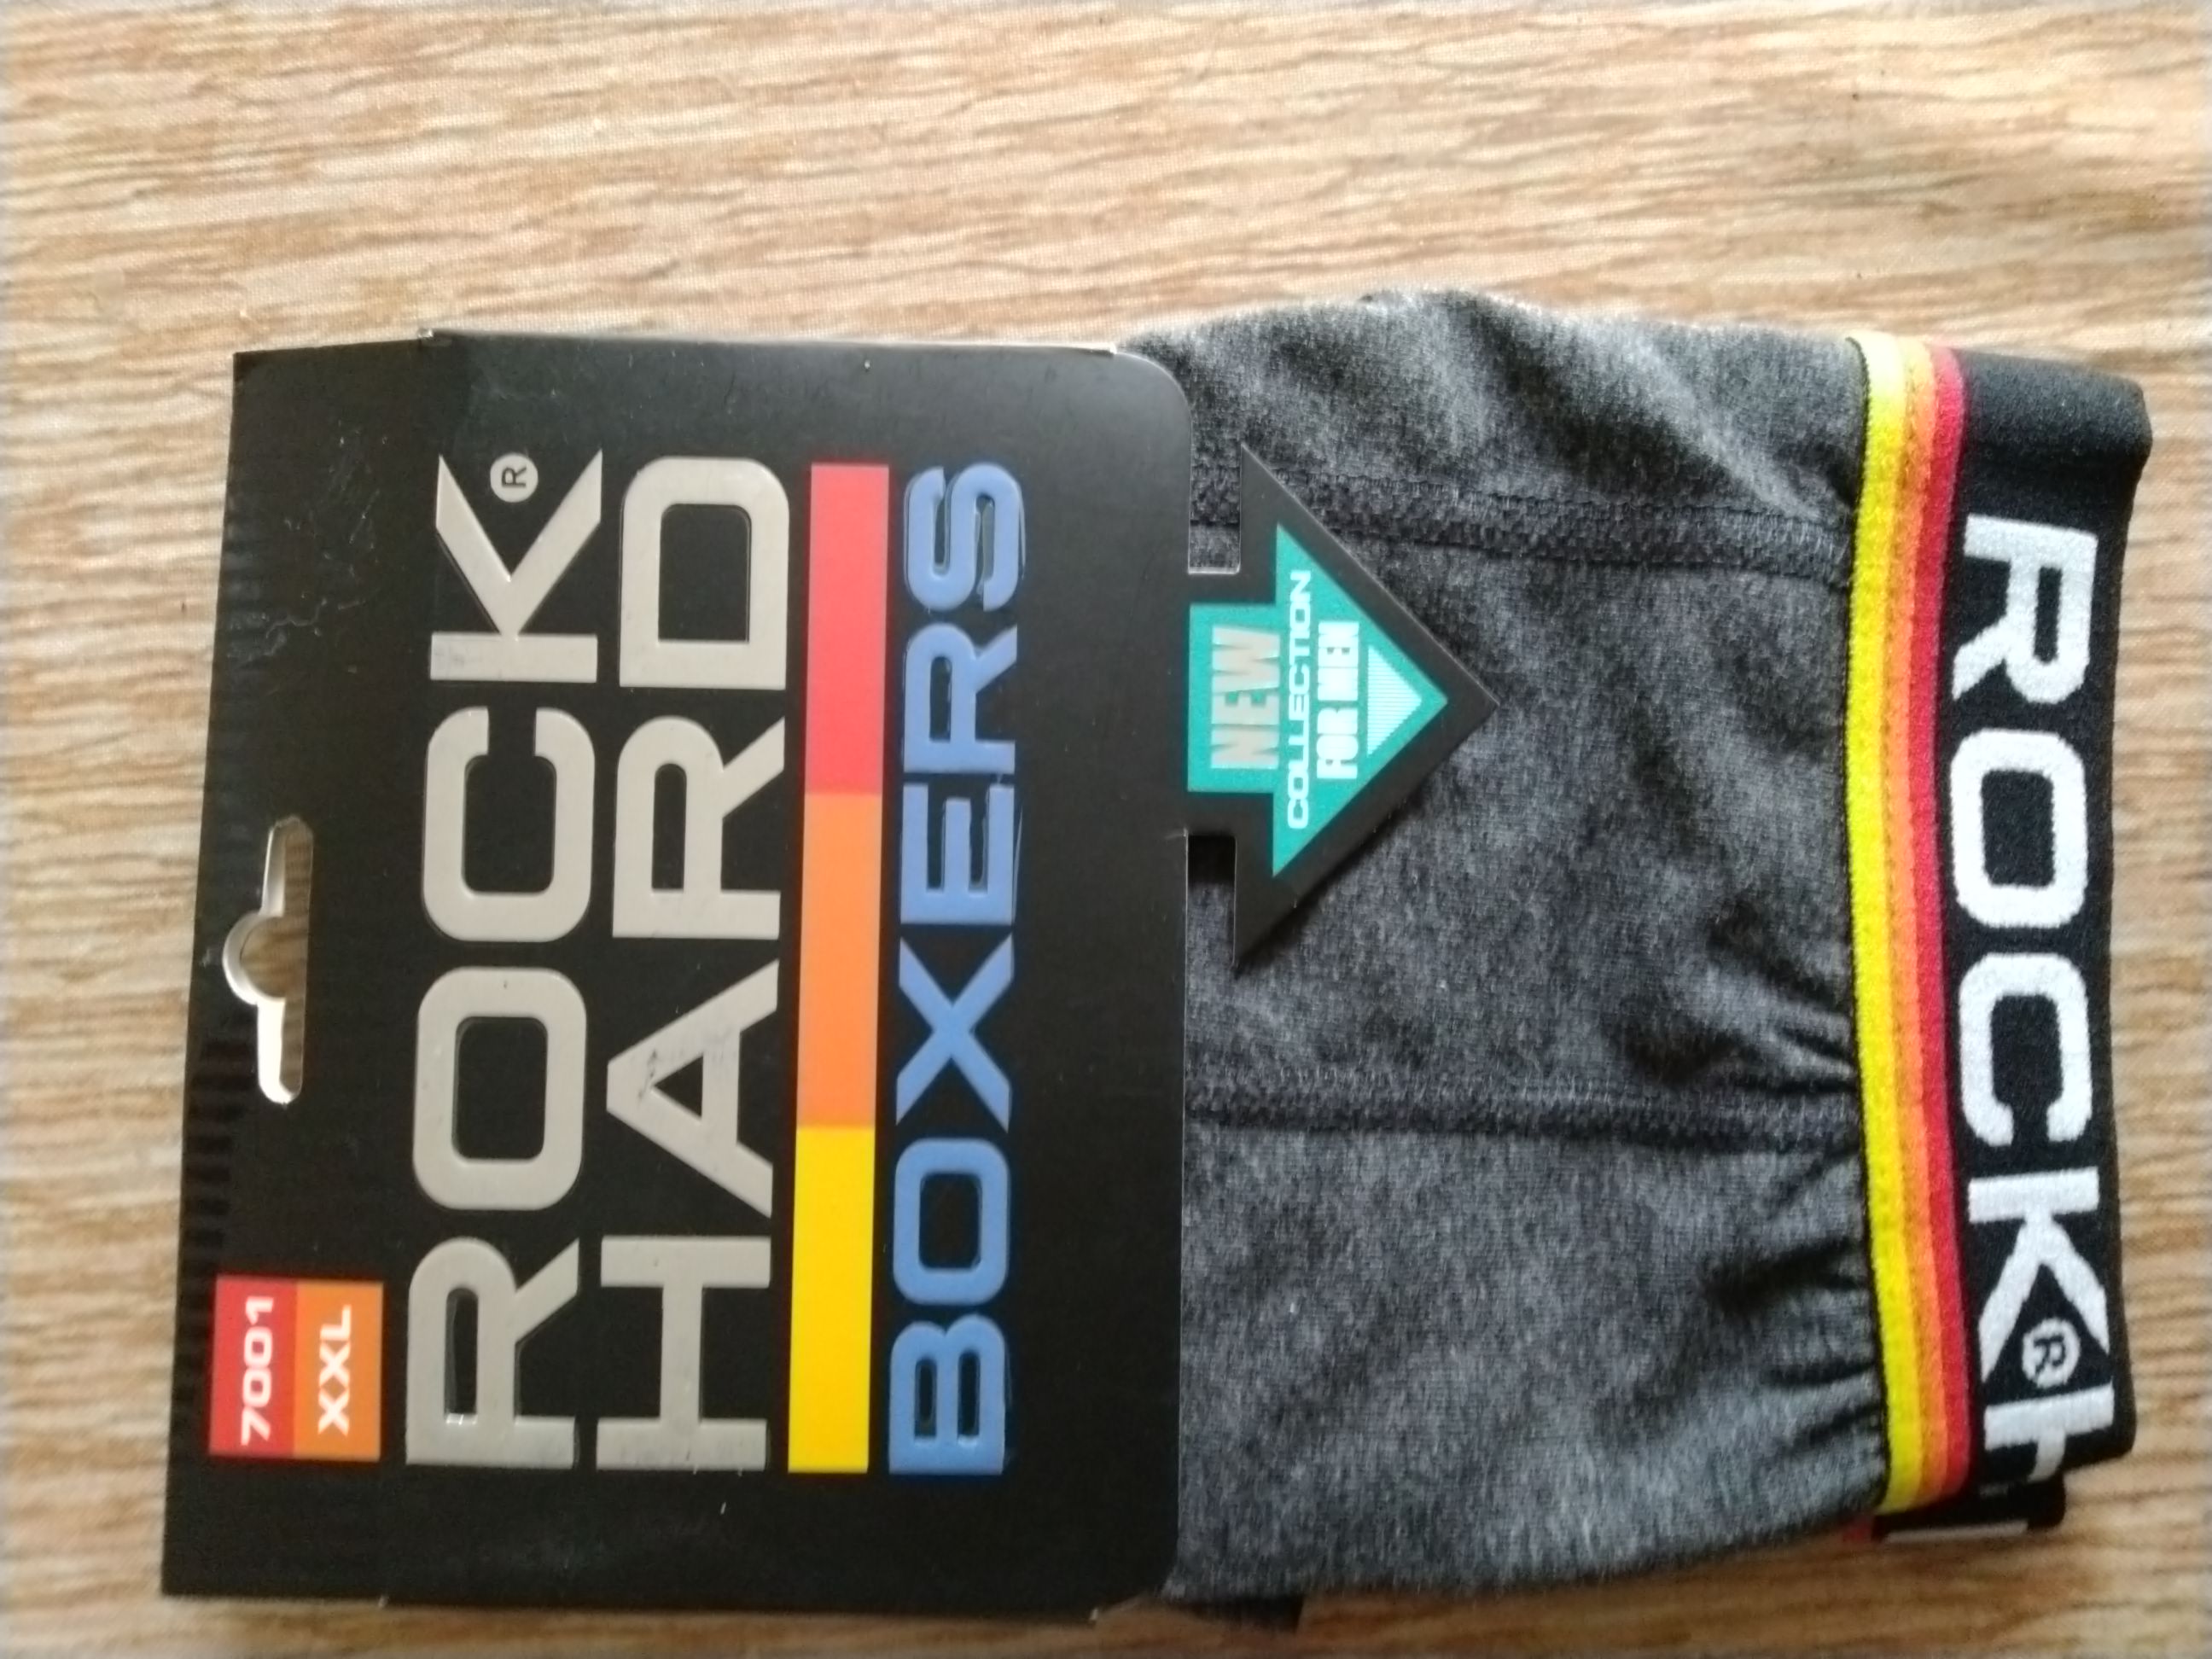 7001
XXL
ROCK®
HARD
BOXERS
NEW
COLLECTION
FOR MEN
ROCK®